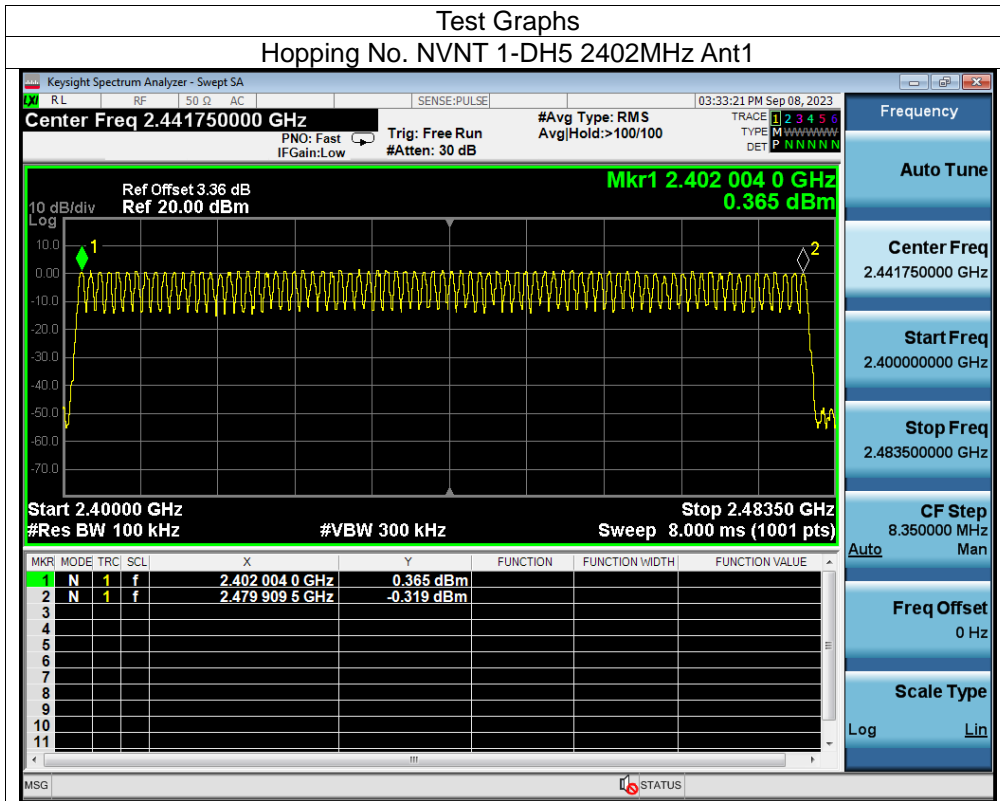 Test Graphs
Hopping No. NVNT 1-DH5 2402MHz Ant1
Keysight Spectrum Analyzer - Swept SA
LXI RL RF 50 Ω AC SENSE:PULSE 03:33:21 PM Sep 08, 2023
Center Freq 2.441750000 GHz #Avg Type: RMS TRACE 1 2 3 4 5 6
PNO: Fast Trig: Free Run Avg|Hold:>100/100 TYPE M WWWWW
IFGain:Low #Atten: 30 dB DET P N N N N N
Ref Offset 3.36 dB Mkr1 2.402 004 0 GHz
10 dB/div Ref 20.00 dBm 0.365 dBm
Log
10.0
0.00
-10.0
-20.0
-30.0
-40.0
-50.0
-60.0
-70.0
1
2
Start 2.40000 GHz Stop 2.48350 GHz
#Res BW 100 kHz #VBW 300 kHz Sweep 8.000 ms (1001 pts)
MKR MODE TRC SCL X Y FUNCTION FUNCTION WIDTH FUNCTION VALUE
1 N 1 f 2.402 004 0 GHz 0.365 dBm
2 N 1 f 2.479 909 5 GHz -0.319 dBm
3
4
5
6
7
8
9
10
11
MSG STATUS
Frequency
Auto Tune
Center Freq
2.441750000 GHz
Start Freq
2.400000000 GHz
Stop Freq
2.483500000 GHz
CF Step
8.350000 MHz
Auto Man
Freq Offset
0 Hz
Scale Type
Log Lin